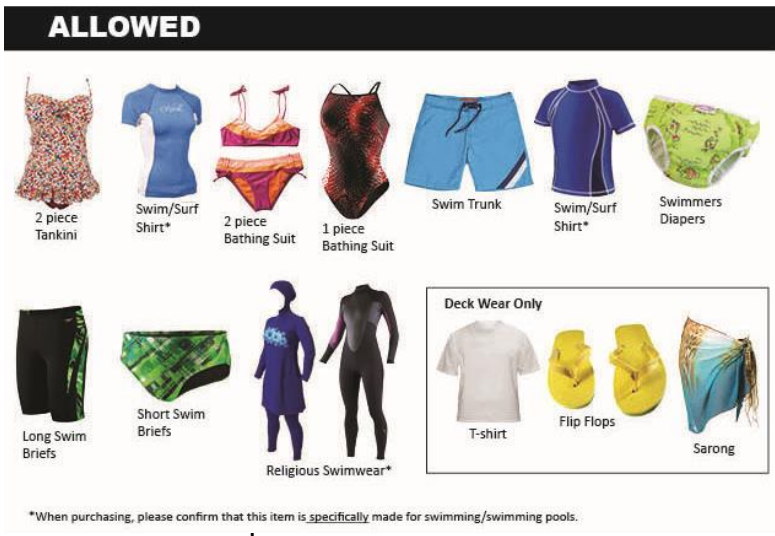 ALLOWED
2 piece
Tankini
Swim/Surf
Shirt*
2 piece
Bathing Suit
1 piece
Bathing Suit
Swim Trunk
Swim/Surf
Shirt*
Swimmers
Diapers
Long Swim
Briefs
Short Swim
Briefs
Religious Swimwear*
Deck Wear Only
T-shirt
Flip Flops
Sarong
*When purchasing, please confirm that this item is specifically made for swimming/swimming pools.